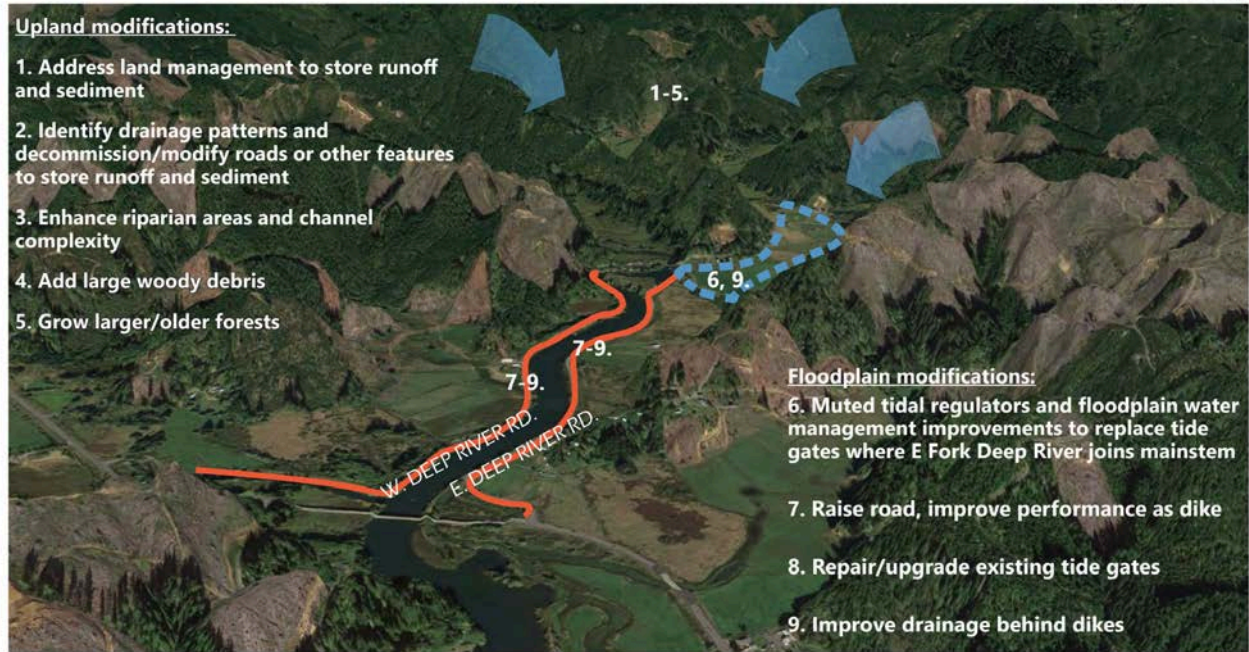 Upland modifications:
1. Address land management to store runoff
and sediment
2. Identify drainage patterns and
decommission/modify roads or other features
to store runoff and sediment
3. Enhance riparian areas and channel
complexity
4. Add large woody debris
5. Grow larger/older forests
1-5.
6, 9.
7-9.
7-9.
W. DEEP RIVER RD.
E. DEEP RIVER RD.
Floodplain modifications:
6. Muted tidal regulators and floodplain water
management improvements to replace tide
gates where E Fork Deep River joins mainstem
7. Raise road, improve performance as dike
8. Repair/upgrade existing tide gates
9. Improve drainage behind dikes